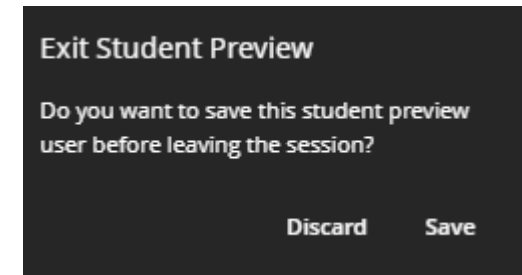 Exit Student Preview
Do you want to save this student preview
user before leaving the session?
Discard Save